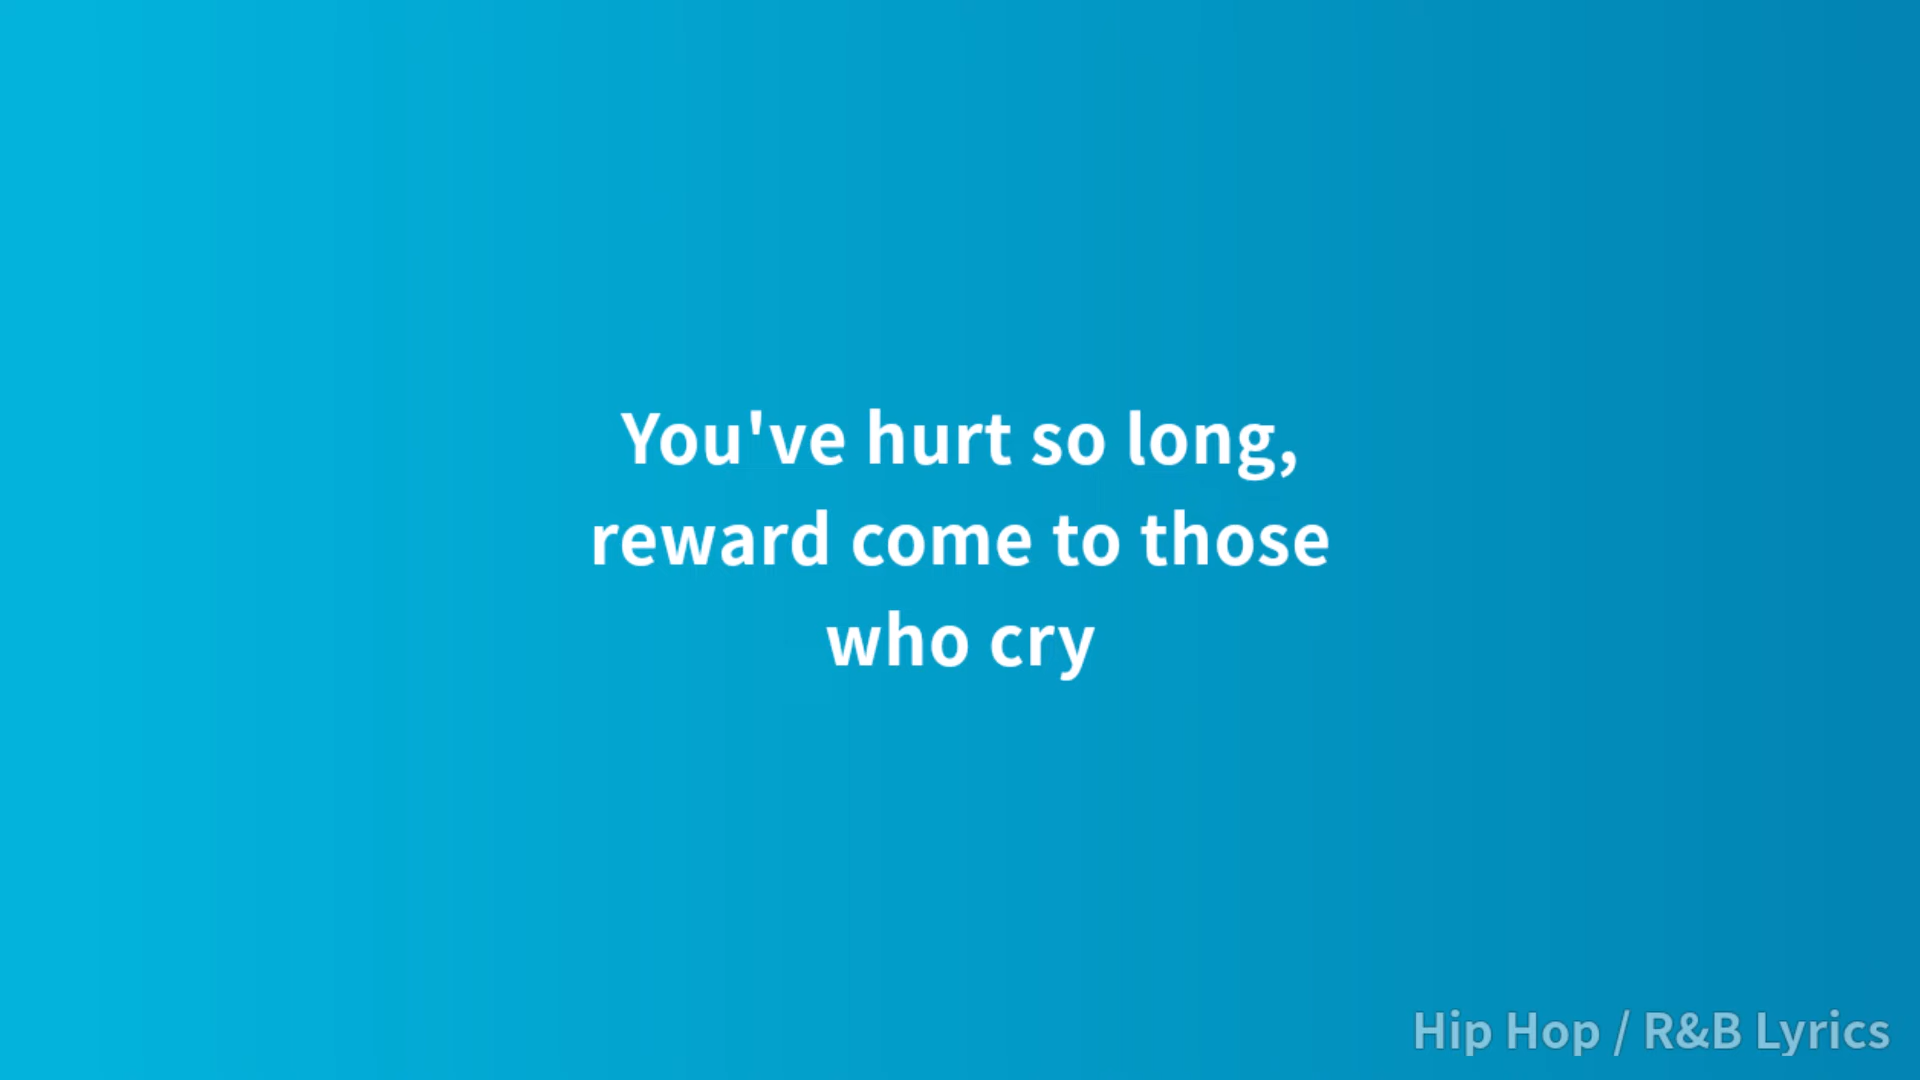 You've hurt so long,
reward come to those
who cry
Hip Hop / R&B Lyrics